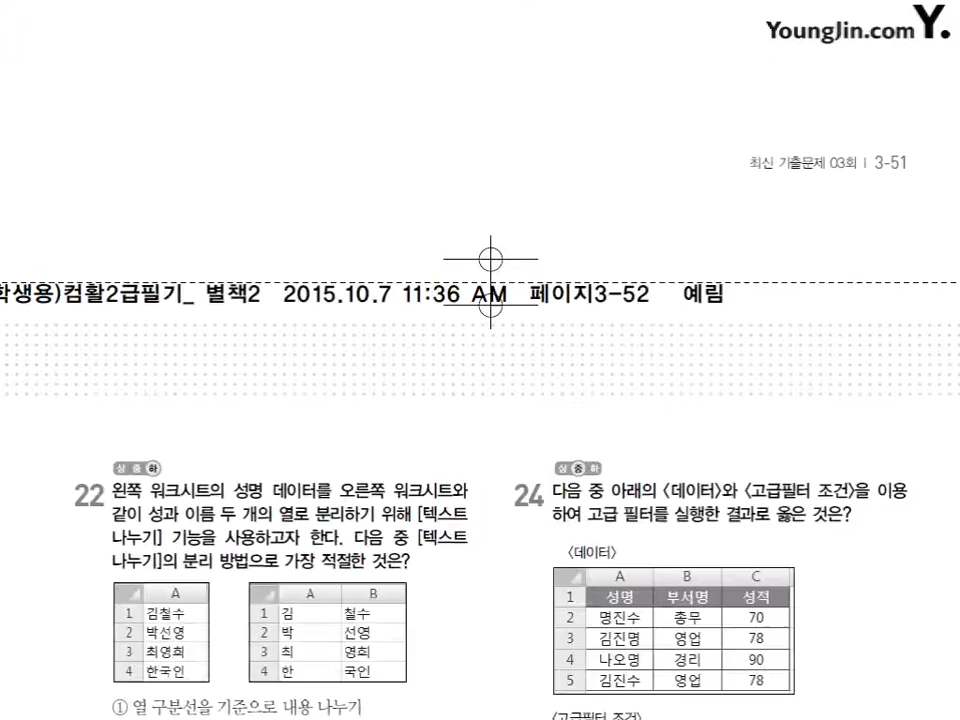 YoungJin.com Y.
최신 기출문제 03회 | 3-51
학생용)컴활2급필기_ 별책2 2015.10.7 11:36 AM 페이지3-52 예림
상 중 하
22 왼쪽 워크시트의 성명 데이터를 오른쪽 워크시트와
같이 성과 이름 두 개의 열로 분리하기 위해 [텍스트
나누기] 기능을 사용하고자 한다. 다음 중 [텍스트
나누기]의 분리 방법으로 가장 적절한 것은?
A
1 김철수
2 박선영
3 최영희
4 한국인
A B
1 김 철수
2 박 선영
3 최 영희
4 한 국인
① 열 구분선을 기준으로 내용 나누기
상 중 하
24 다음 중 아래의 〈데이터〉와 〈고급필터 조건〉을 이용
하여 고급 필터를 실행한 결과로 옳은 것은?
〈데이터〉
A B C
1 성명 부서명 성적
2 명진수 총무 70
3 김진명 영업 78
4 나오명 경리 90
5 김진수 영업 78
〈고급필터 조건〉